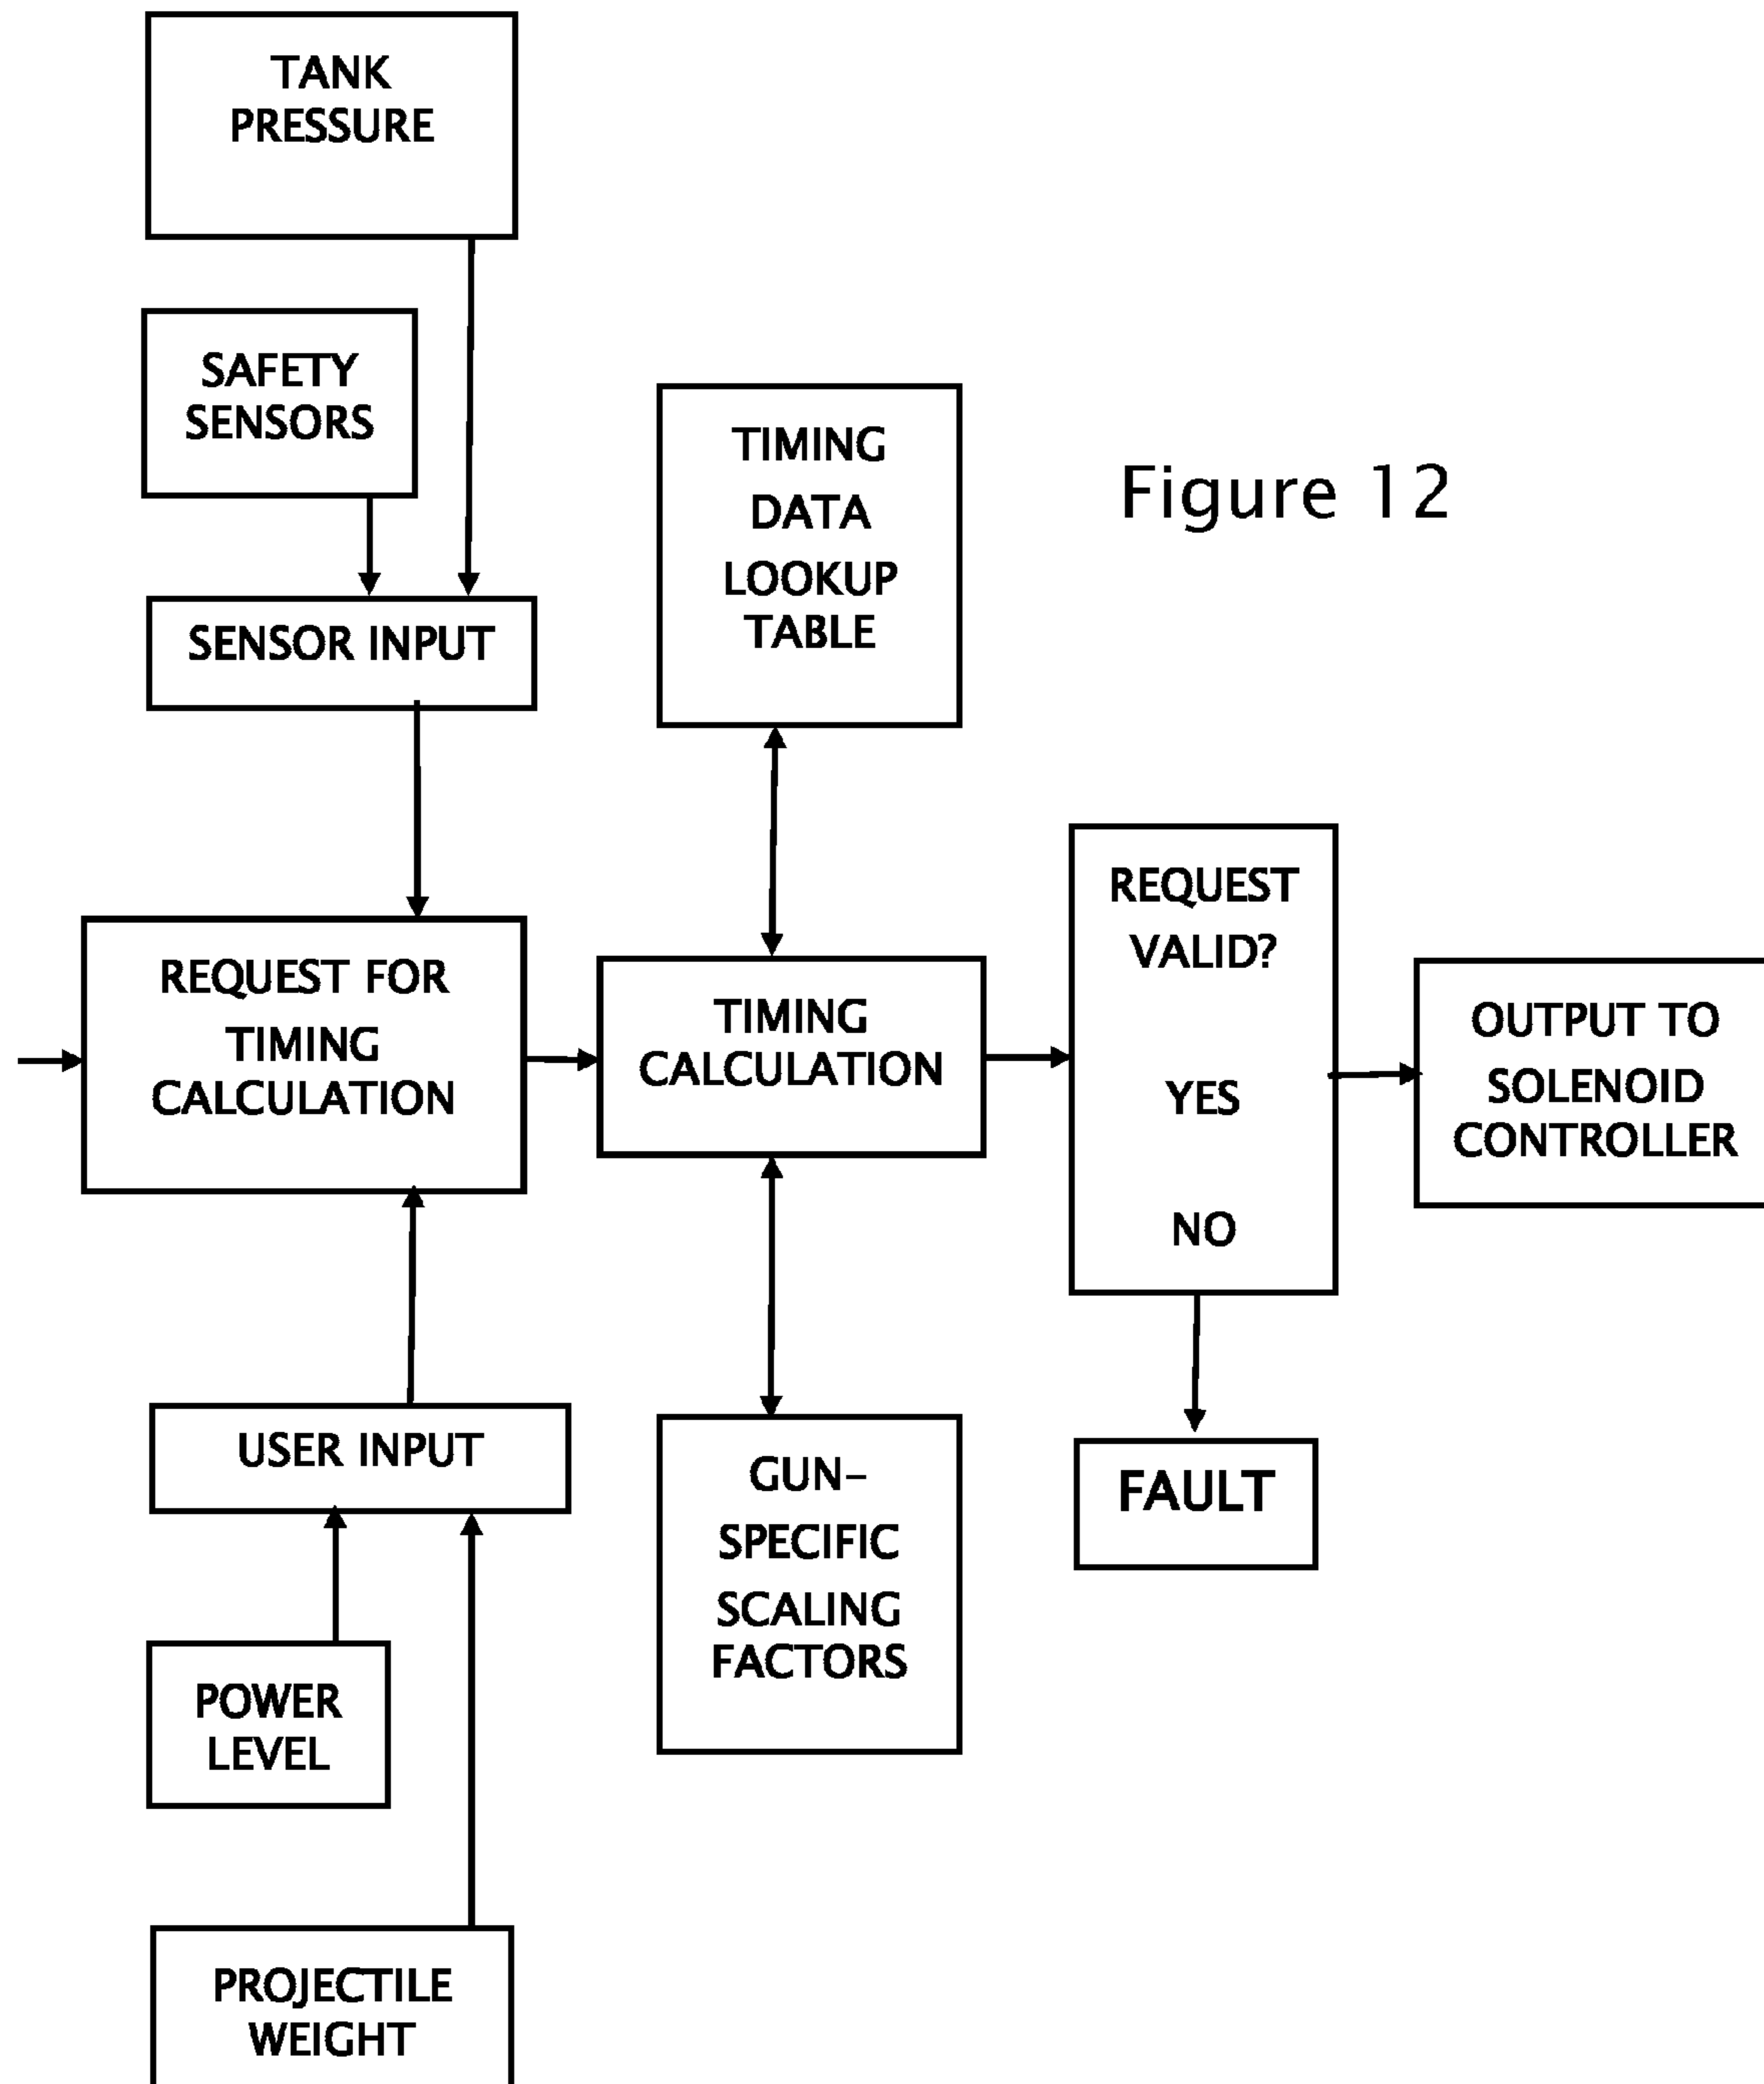 TANK
PRESSURE
SAFETY
SENSORS
SENSOR INPUT
TIMING
DATA
LOOKUP
TABLE
Figure 12
REQUEST FOR
TIMING
CALCULATION
TIMING
CALCULATION
REQUEST
VALID?
YES
NO
OUTPUT TO
SOLENOID
CONTROLLER
USER INPUT
GUN-
SPECIFIC
SCALING
FACTORS
FAULT
POWER
LEVEL
PROJECTILE
WEIGHT